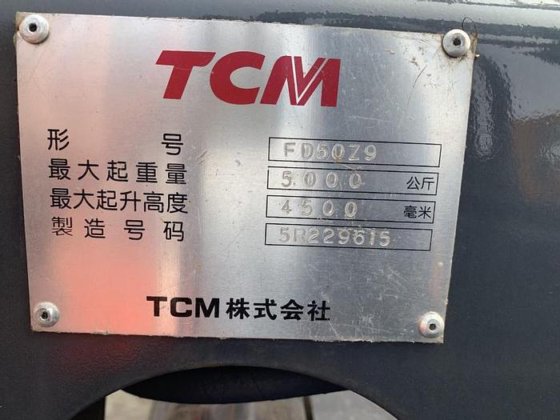 TCM
形 号 FD50Z9
最大起重量 5000 公斤
最大起升高度 4500 毫米
製造号码 5R229615
TCM株式会社